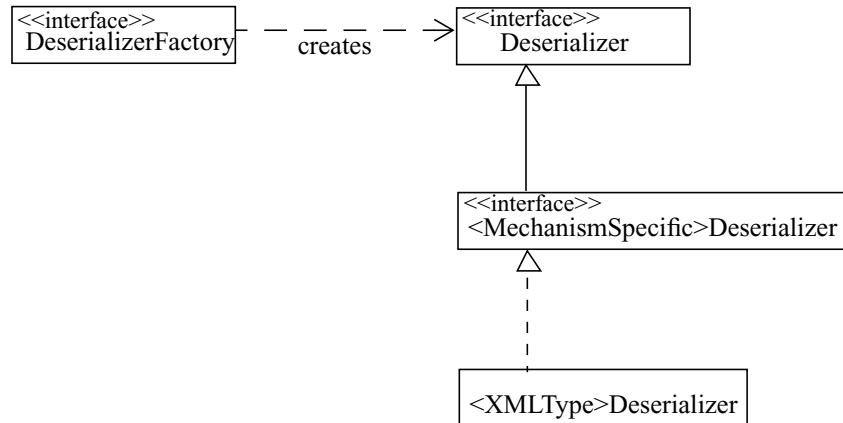 <<interface>>
DeserializerFactory
creates
<<interface>>
Deserializer
<<interface>>
<MechanismSpecific>Deserializer
<XMLType>Deserializer